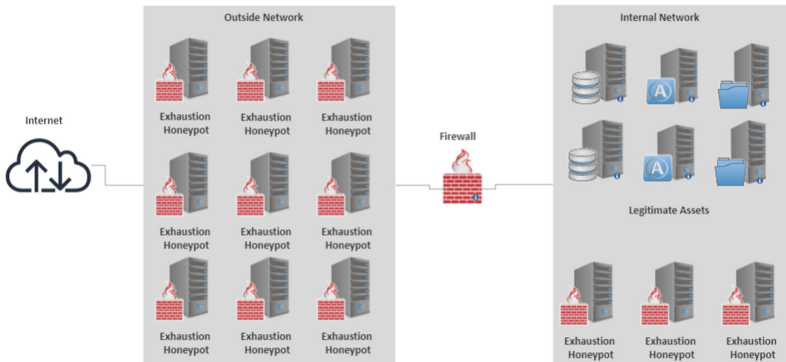 Outside Network
Internal Network
Internet
Firewall
Exhaustion Honeypot
Exhaustion Honeypot
Exhaustion Honeypot
Exhaustion Honeypot
Exhaustion Honeypot
Exhaustion Honeypot
Exhaustion Honeypot
Exhaustion Honeypot
Exhaustion Honeypot
A
A
Legitimate Assets
Exhaustion Honeypot
Exhaustion Honeypot
Exhaustion Honeypot